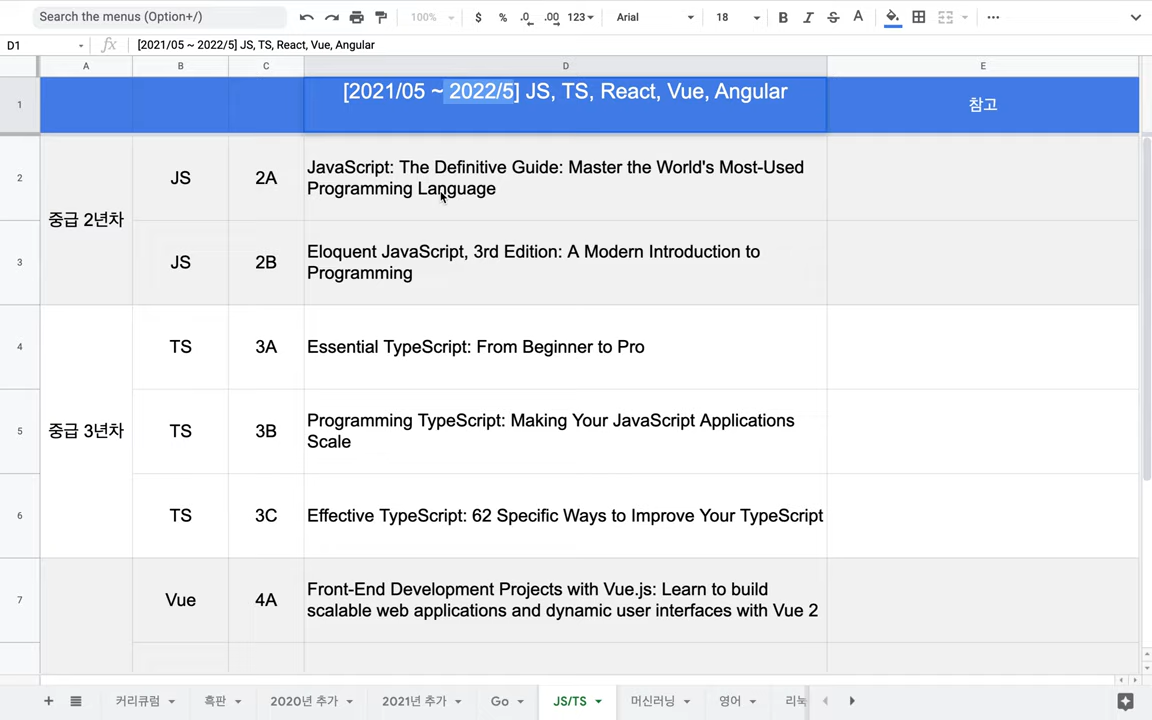 Search the menus (Option+/)
100%
$ % .0 .00 123
Arial
18
B I S A
D1
fx
[2021/05 ~ 2022/5] JS, TS, React, Vue, Angular
A B C D E
1
[2021/05 ~ 2022/5] JS, TS, React, Vue, Angular
참고
2
중급 2년차
JS
2A
JavaScript: The Definitive Guide: Master the World's Most-Used
Programming Language
3
JS
2B
Eloquent JavaScript, 3rd Edition: A Modern Introduction to
Programming
4
중급 3년차
TS
3A
Essential TypeScript: From Beginner to Pro
5
TS
3B
Programming TypeScript: Making Your JavaScript Applications
Scale
6
TS
3C
Effective TypeScript: 62 Specific Ways to Improve Your TypeScript
7
Vue
4A
Front-End Development Projects with Vue.js: Learn to build
scalable web applications and dynamic user interfaces with Vue 2
커리큐럼
흑판
2020년 추가
2021년 추가
Go
JS/TS
머신러닝
영어
리눅